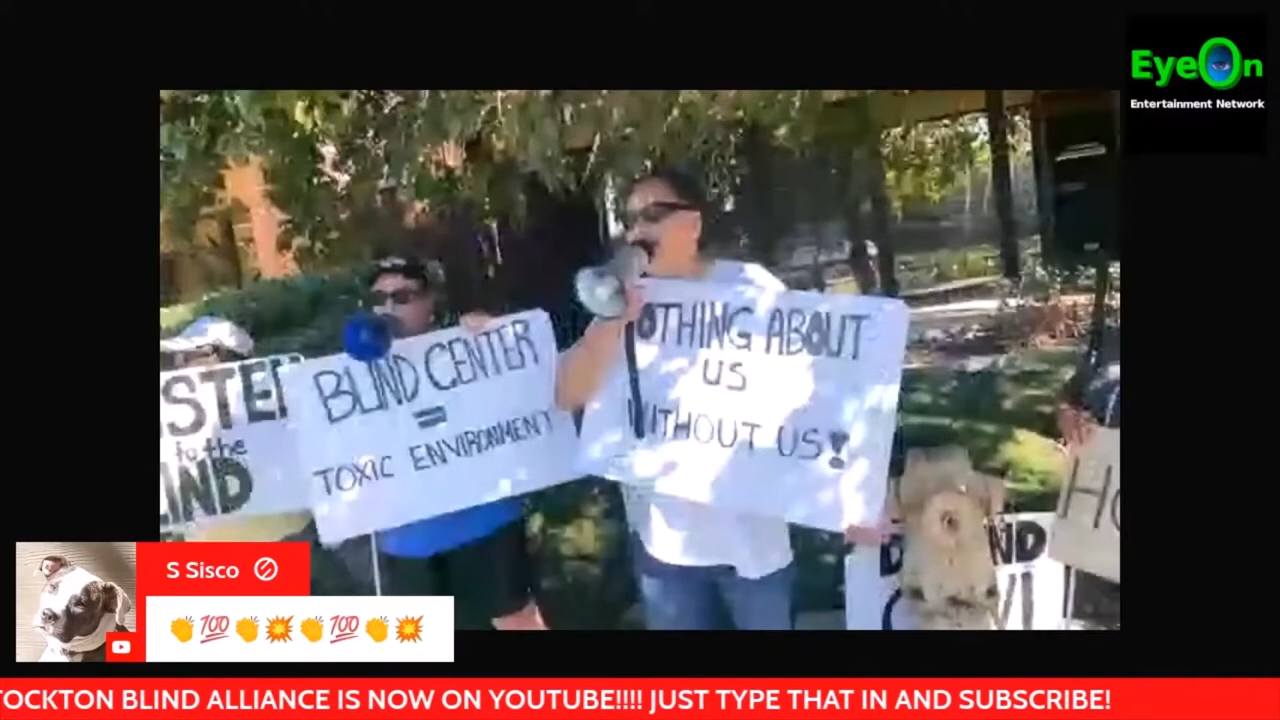 EyeOn
Entertainment Network
BLIND CENTER
=
TOXIC ENVIRONMENT
to the
OTHING ABOUT
US
WITHOUT US!
S Sisco
👏💯👏💥👏💯👏💥
TOCKTON BLIND ALLIANCE IS NOW ON YOUTUBE!!!! JUST TYPE THAT IN AND SUBSCRIBE!